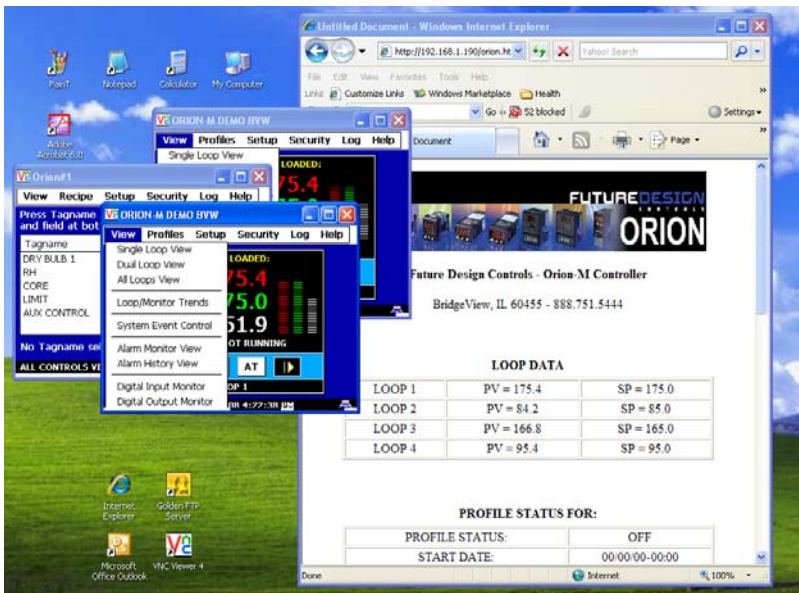 PainT
Notepad
Calculator
My Computer
Adobe
Acrobat 6.0
ORION-M DEMO BVW
View Profiles Setup Security Log Help
Single Loop View
LOADED:
75.4
Orion#1
View Recipe Setup Security Log Help
Press Tagname
and field at bot
Tagname
DRY BULB 1
RH
CORE
LIMIT
AUX CONTROL
No Tagname sel
ALL CONTROLS VI
ORION-M DEMO BVW
View Profiles Setup Security Log Help
Single Loop View
Dual Loop View
All Loops View
Loop/Monitor Trends
System Event Control
Alarm Monitor View
Alarm History View
Digital Input Monitor
Digital Output Monitor
LOADED:
75.4
75.0
51.9
OT RUNNING
AT
OP 1
/08 4:27:38 PM
Internet
Explorer
Golden FTP
Server
Microsoft
Office Outlook
VNC Viewer 4
Untitled Document - Windows Internet Explorer
http://192.168.1.190/orion.ht
Yahoo! Search
File Edit View Favorites Tools Help
Links Customize Links Windows Marketplace Health
Go 52 blocked Settings
Document
Page
FUTURE DESIGN
CONTROLS
ORION
Future Design Controls - Orion-M Controller
BridgeView, IL 60455 - 888.751.5444
LOOP DATA
LOOP 1 PV = 175.4 SP = 175.0
LOOP 2 PV = 84.2 SP = 85.0
LOOP 3 PV = 166.8 SP = 165.0
LOOP 4 PV = 95.4 SP = 95.0
PROFILE STATUS FOR:
PROFILE STATUS: OFF
START DATE: 00/00/00-00:00
Done
Internet
100%